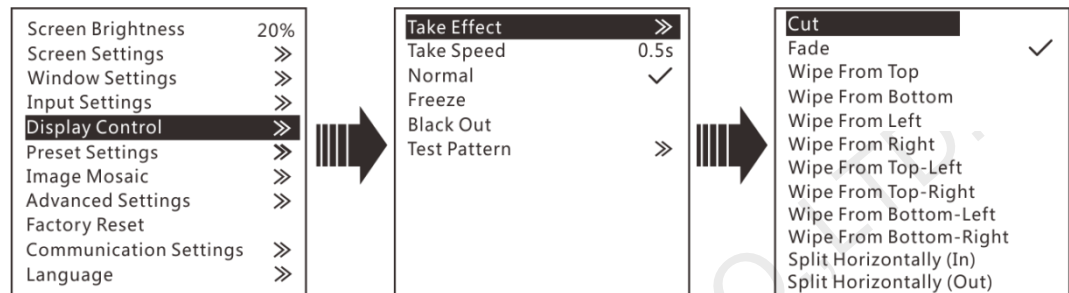 Screen Brightness 20%
Screen Settings
Window Settings
Input Settings
Display Control
Preset Settings
Image Mosaic
Advanced Settings
Factory Reset
Communication Settings
Language
Take Effect
Take Speed 0.5s
Normal
Freeze
Black Out
Test Pattern
Cut
Fade
Wipe From Top
Wipe From Bottom
Wipe From Left
Wipe From Right
Wipe From Top-Left
Wipe From Top-Right
Wipe From Bottom-Left
Wipe From Bottom-Right
Split Horizontally (In)
Split Horizontally (Out)